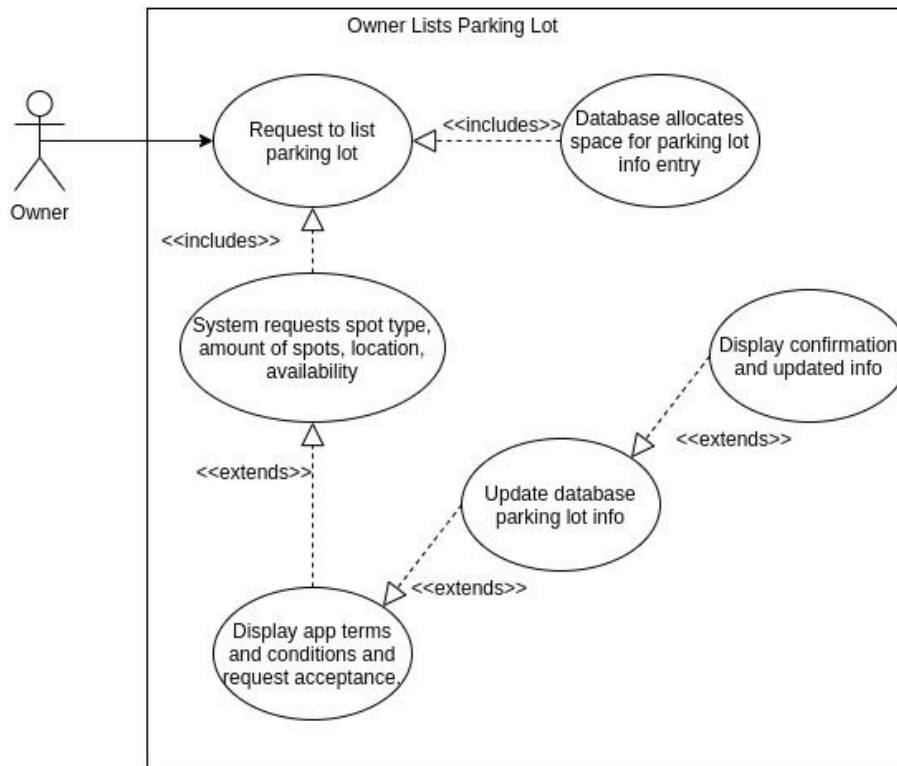 Owner Lists Parking Lot
Request to list
parking lot
<<includes>>
Database allocates
space for parking lot
info entry
Owner
<<includes>>
System requests spot type,
amount of spots, location,
availability
Display confirmation
and updated info
<<extends>>
<<extends>>
Update database
parking lot info
<<extends>>
Display app terms
and conditions and
request acceptance,